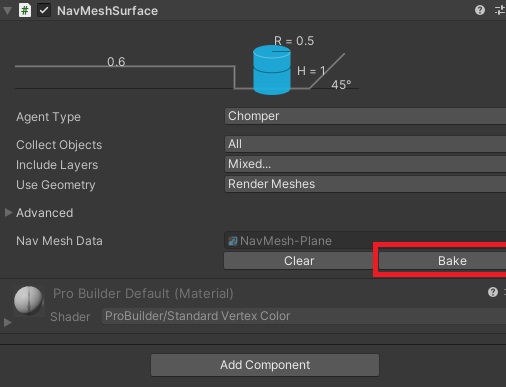 # NavMeshSurface
R = 0.5
0.6
H = 1
45°
Agent Type Chomper
Collect Objects All
Include Layers Mixed...
Use Geometry Render Meshes
Advanced
Nav Mesh Data NavMesh-Plane
Clear Bake
Pro Builder Default (Material)
Shader ProBuilder/Standard Vertex Color
Add Component